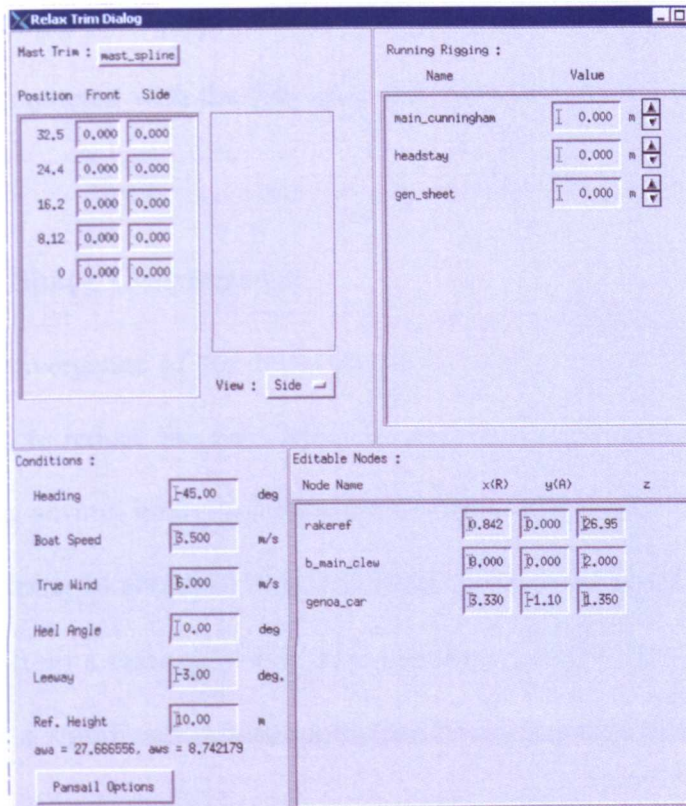 Relax Trim Dialog
Mast Trim : mast_spline
Position Front Side
32.5 0.000 0.000
24.4 0.000 0.000
16.2 0.000 0.000
8.12 0.000 0.000
0 0.000 0.000
View : Side
Running Rigging :
Name Value
main_cunningham 0.000 m
headstay 0.000 m
gen_sheet 0.000 m
Conditions :
Heading -45.00 deg
Boat Speed 3.500 m/s
True Wind 6.000 m/s
Heel Angle 0.00 deg
Leeway -3.00 deg.
Ref. Height 10.00 m
awa = 27.666556, aws = 8.742179
Pansail Options
Editable Nodes :
Node Name x(R) y(A) z
rakeref 0.842 0.000 26.95
b_main_clew 0.000 2.000
genoa_car 3.330 -1.10 1.350